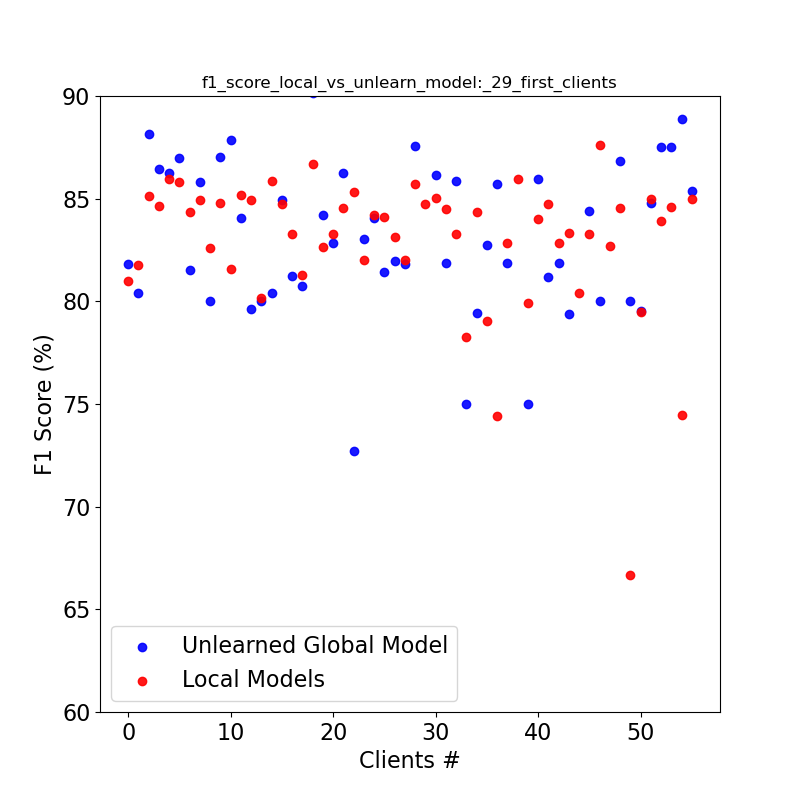 f1_score_local_vs_unlearn_model:_29_first_clients
90
85
80
75
70
65
60
F1 Score (%)
Unlearned Global Model
Local Models
0 10 20 30 40 50
Clients #